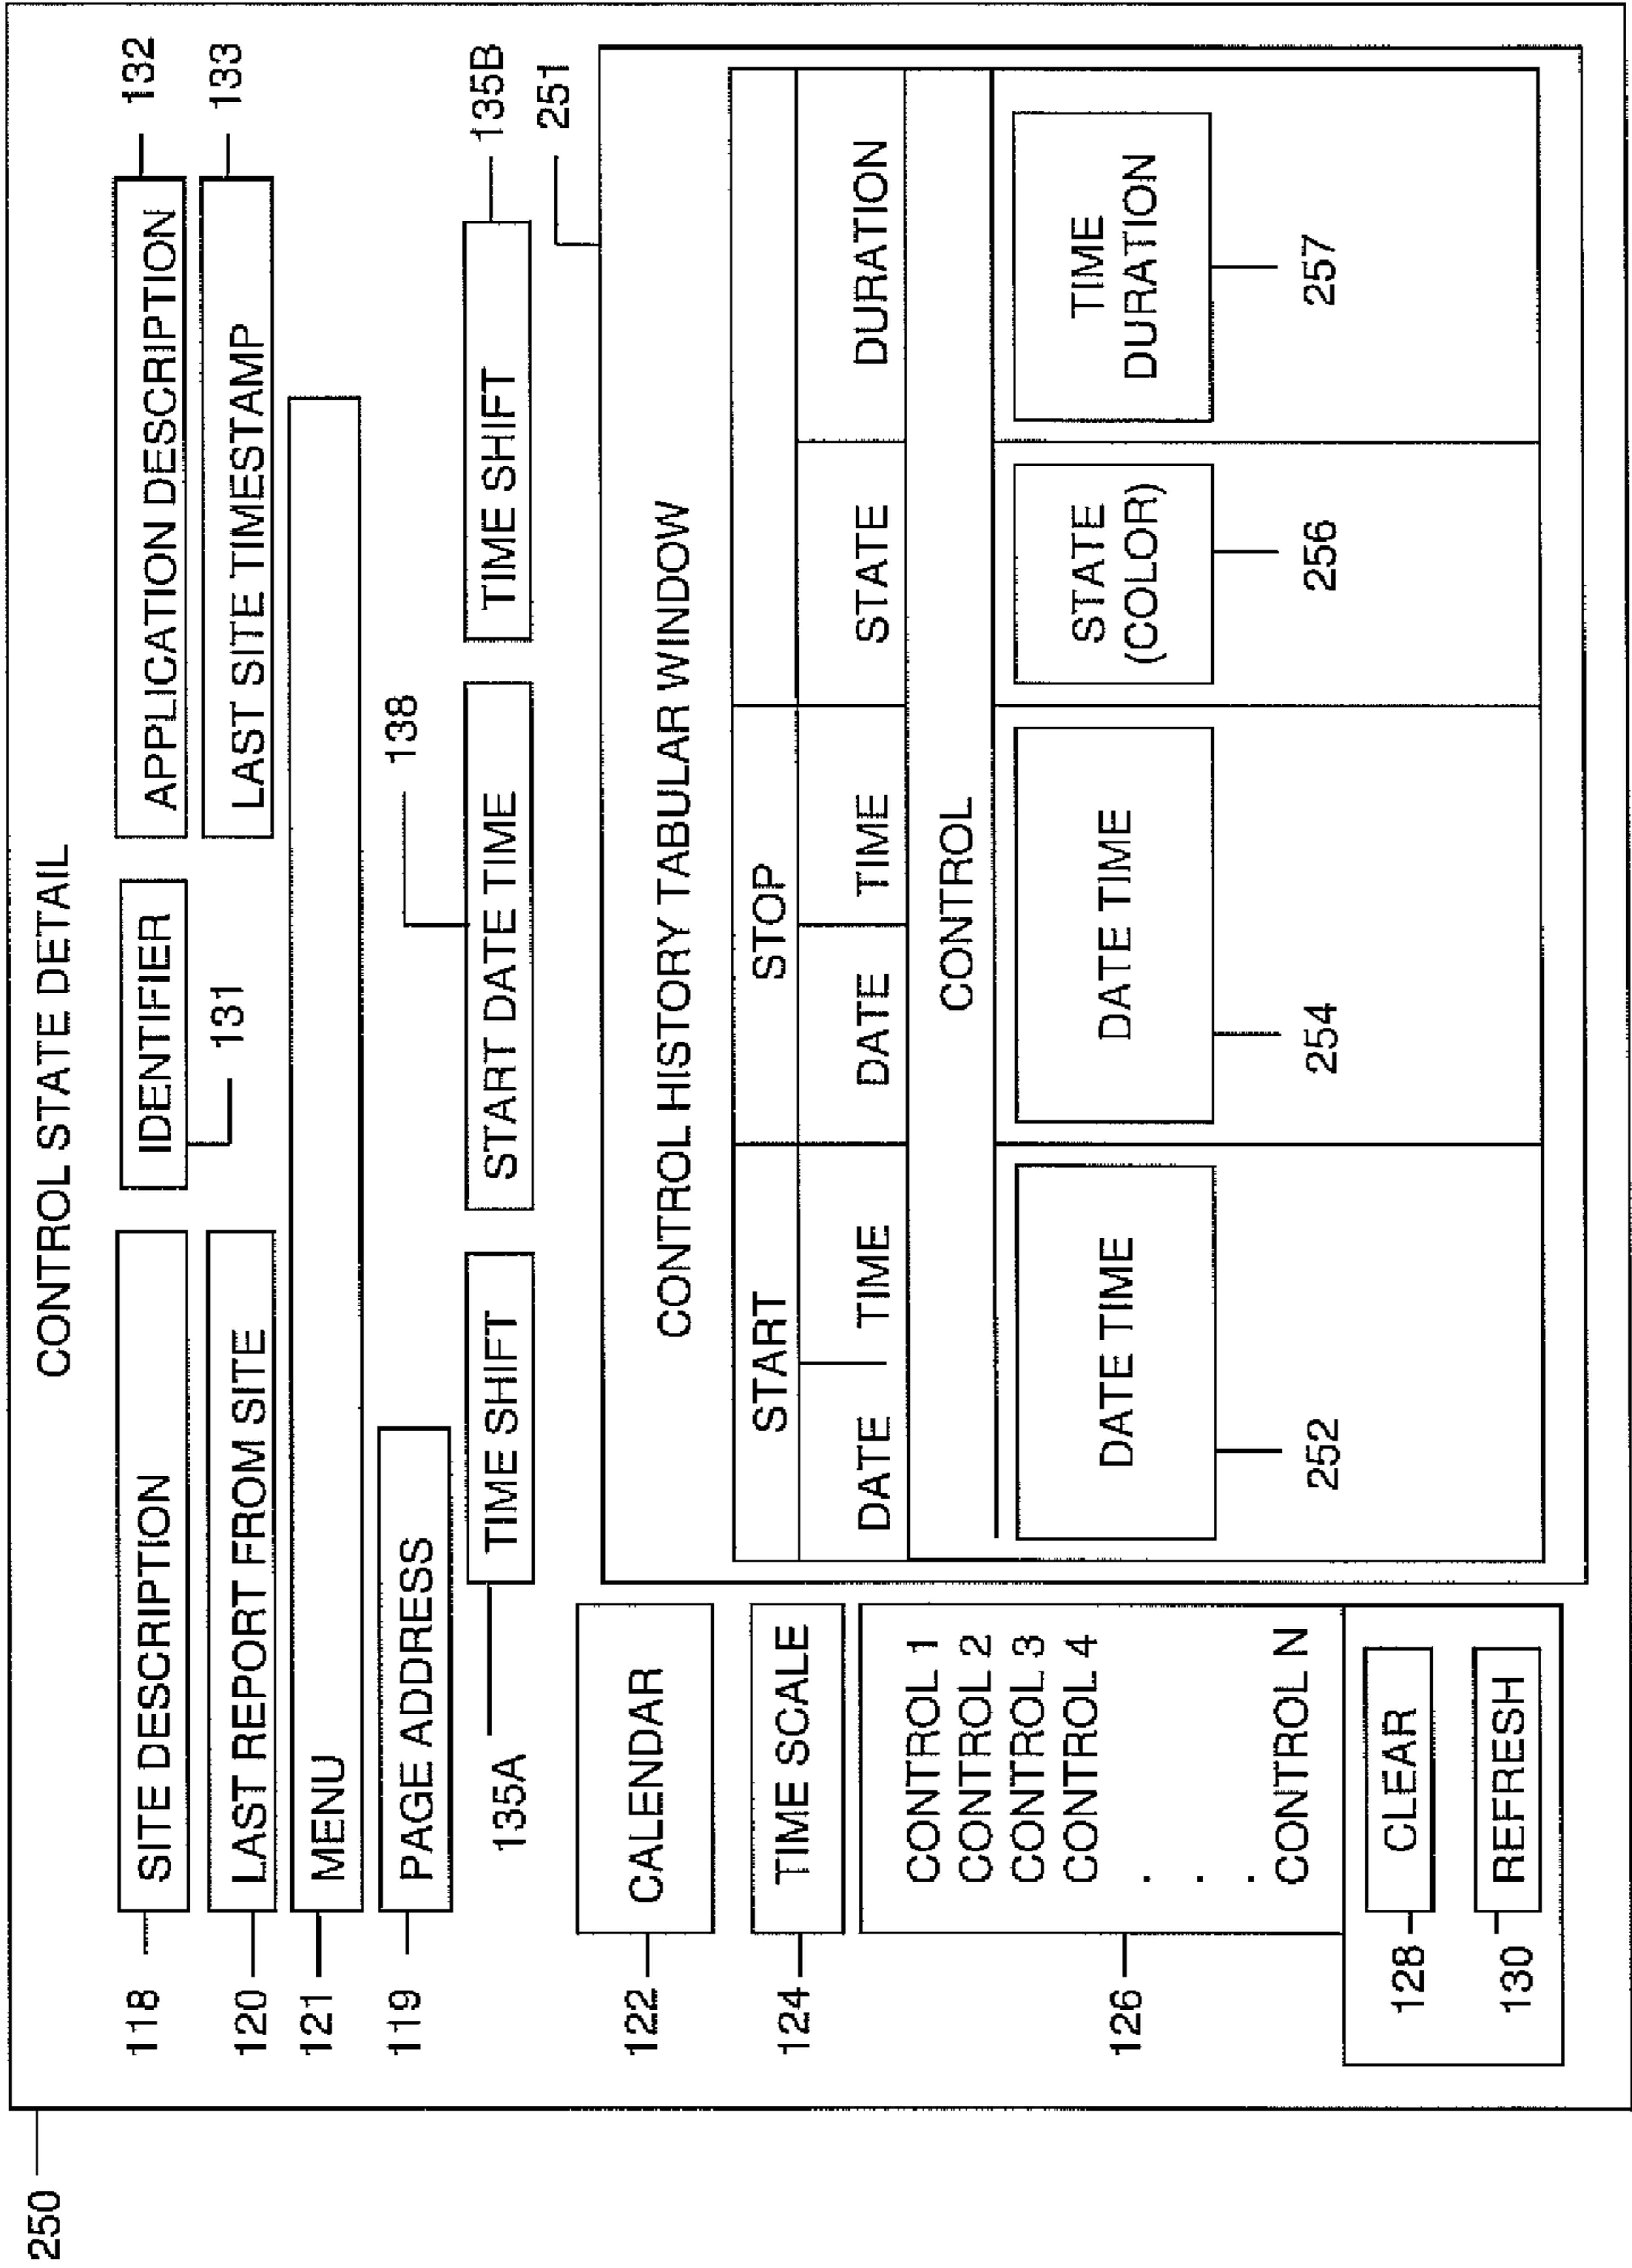 250
CONTROL STATE DETAIL
118
SITE DESCRIPTION
IDENTIFIER
131
APPLICATION DESCRIPTION
132
120
LAST REPORT FROM SITE
LAST SITE TIMESTAMP
133
121
MENU
119
PAGE ADDRESS
138
135A
TIME SHIFT
START DATE TIME
TIME SHIFT
135B
251
122
CALENDAR
124
TIME SCALE
126
CONTROL 1
CONTROL 2
CONTROL 3
CONTROL 4
.
.
.
CONTROL N
128
CLEAR
130
REFRESH
CONTROL HISTORY TABULAR WINDOW
START
STOP
DATE
TIME
DATE
TIME
STATE
DURATION
CONTROL
DATE TIME
DATE TIME
STATE
(COLOR)
TIME
DURATION
252
254
256
257